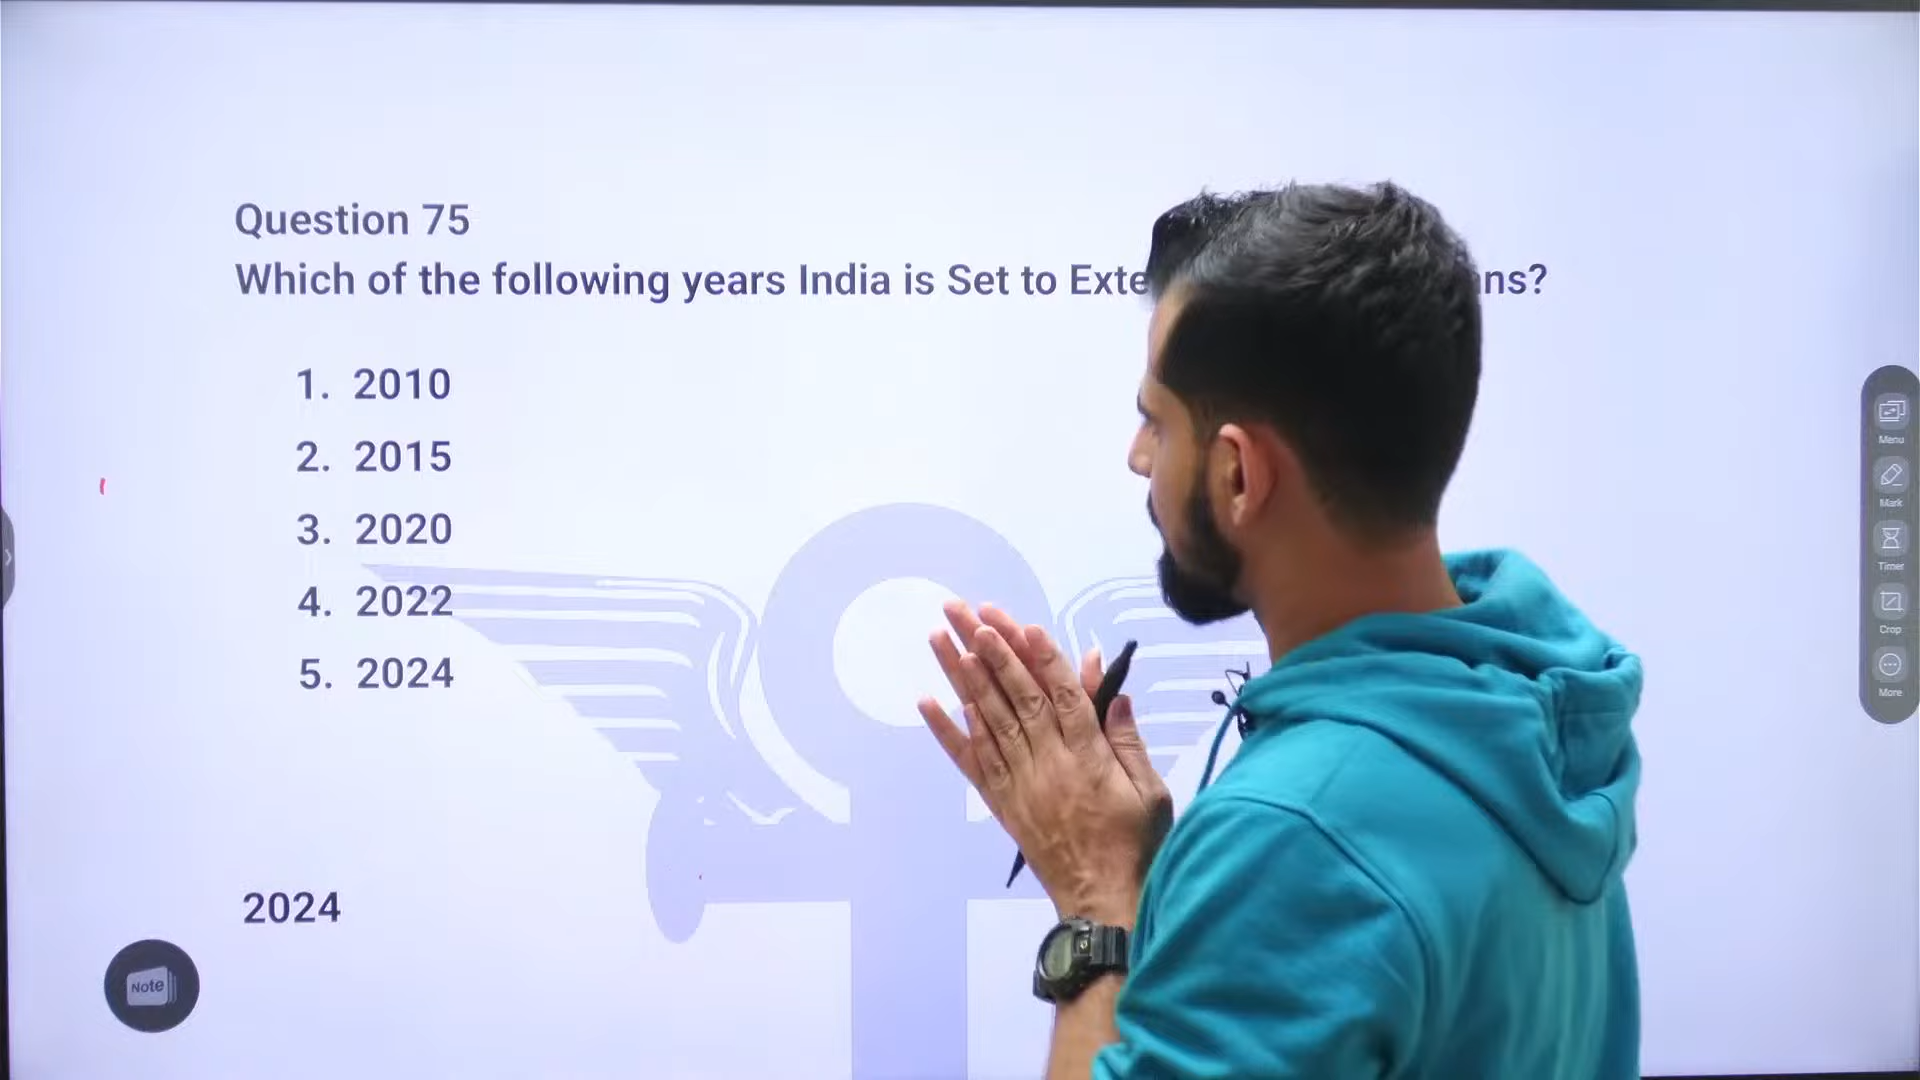 Question 75
Which of the following years India is Set to ns?
1. 2010
2. 2015
3. 2020
4. 2022
5. 2024
2024
Note
Menu
Mark
Timer
Crop
More